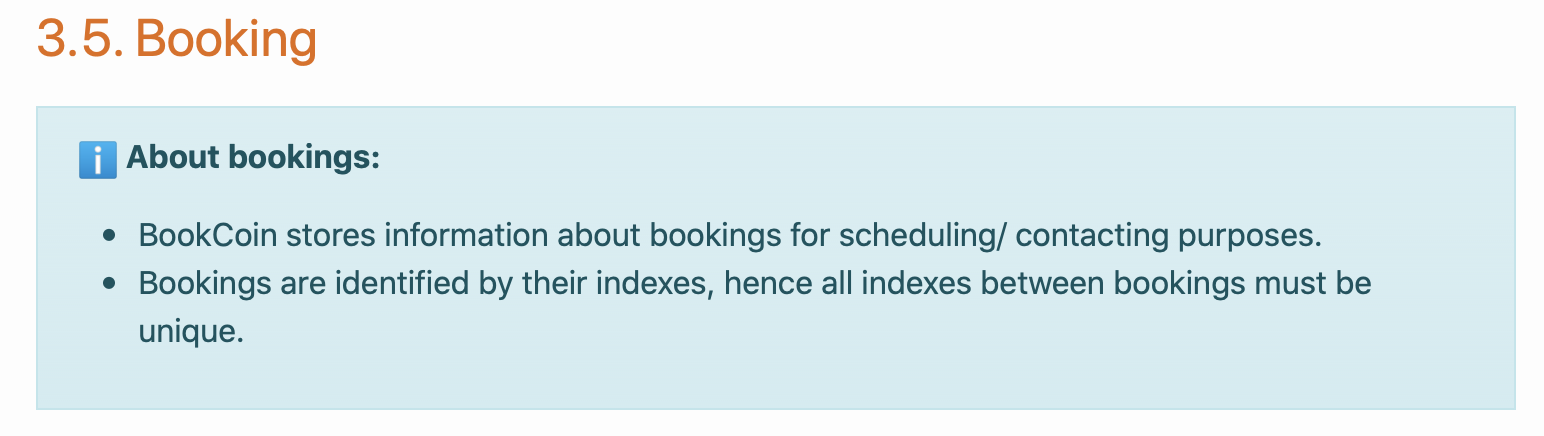 3.5. Booking
ℹ️ About bookings:
• BookCoin stores information about bookings for scheduling/ contacting purposes.
• Bookings are identified by their indexes, hence all indexes between bookings must be
unique.